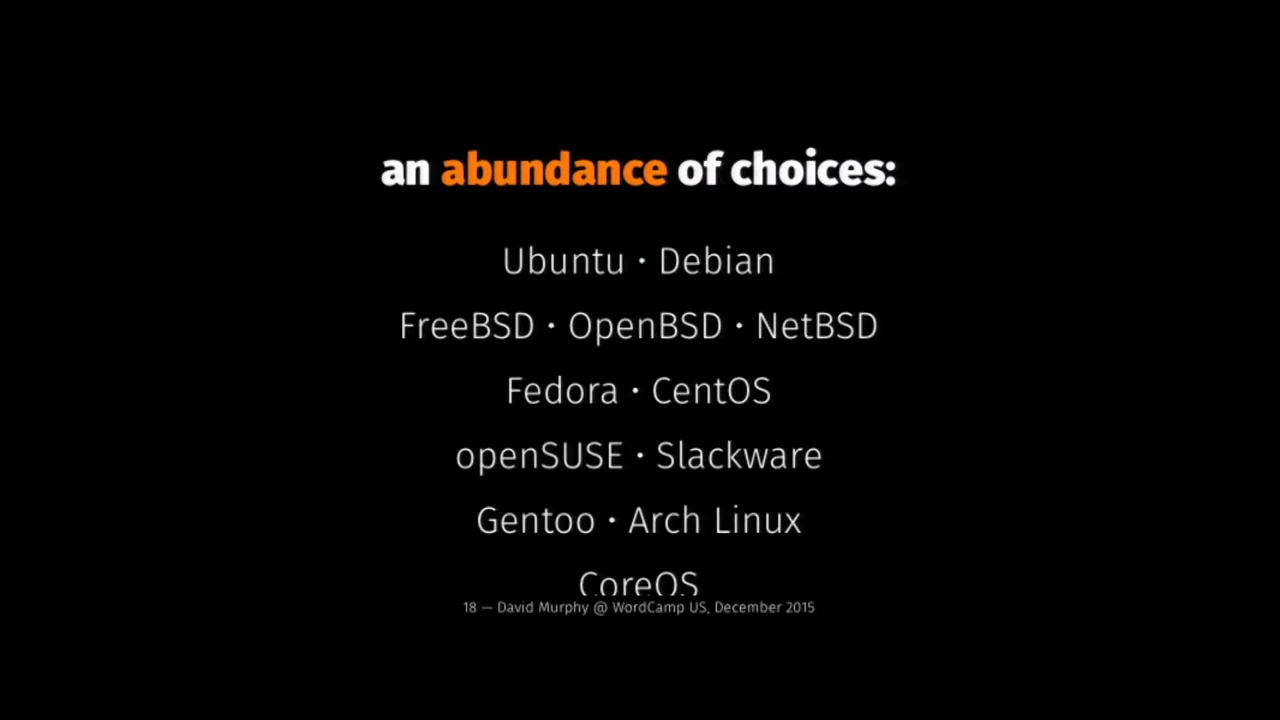 an abundance of choices:
Ubuntu · Debian
FreeBSD · OpenBSD · NetBSD
Fedora · CentOS
openSUSE · Slackware
Gentoo · Arch Linux
CoreOS
18 — David Murphy @ WordCamp US, December 2015